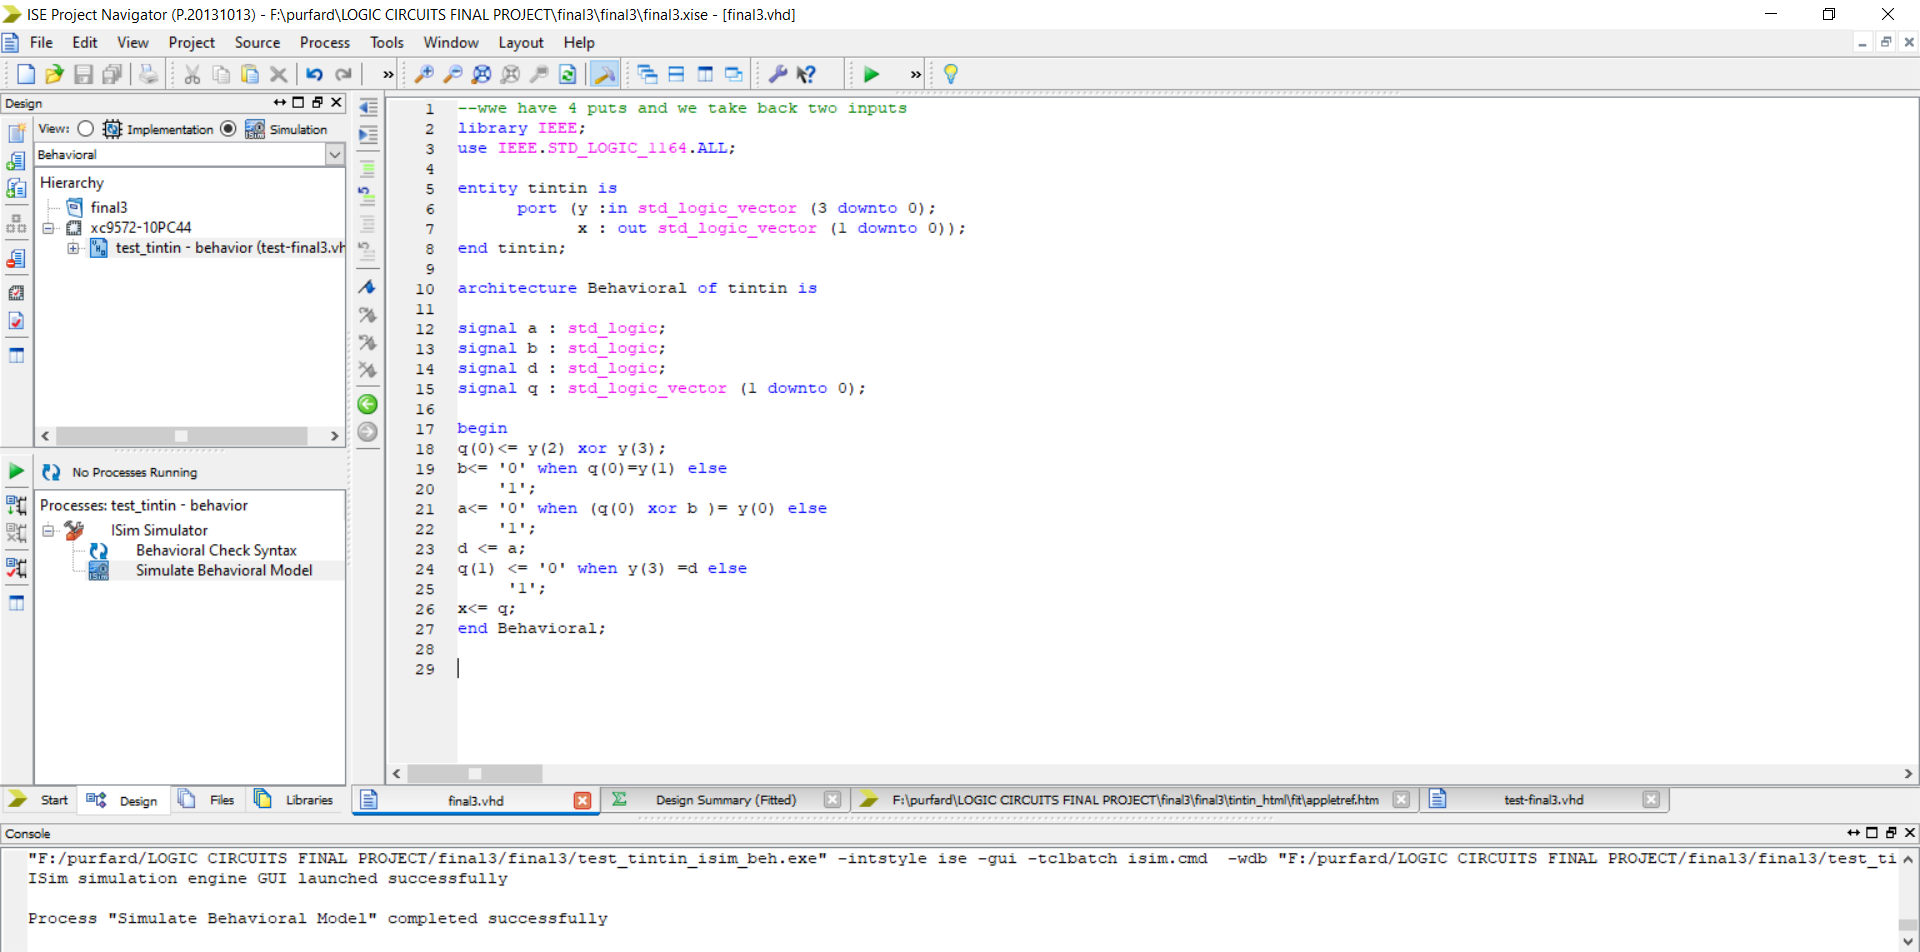 ISE Project Navigator (P.20131013) - F:\purfard\LOGIC CIRCUITS FINAL PROJECT\final3\final3\final3.xise - [final3.vhd]
File Edit View Project Source Process Tools Window Layout Help
Design
View: Implementation Simulation
Behavioral
Hierarchy
final3
xc9572-10PC44
test_tintin - behavior (test-final3.vh
No Processes Running
Processes: test_tintin - behavior
ISim Simulator
Behavioral Check Syntax
Simulate Behavioral Model
1 --wwe have 4 puts and we take back two inputs
2 library IEEE;
3 use IEEE.STD_LOGIC_1164.ALL;
4
5 entity tintin is
6 port (y :in std_logic_vector (3 downto 0);
7 x : out std_logic_vector (1 downto 0));
8 end tintin;
9
10 architecture Behavioral of tintin is
11
12 signal a : std_logic;
13 signal b : std_logic;
14 signal d : std_logic;
15 signal q : std_logic_vector (1 downto 0);
16
17 begin
18 q(0)<= y(2) xor y(3);
19 b<= '0' when q(0)=y(1) else
20 '1';
21 a<= '0' when (q(0) xor b )= y(0) else
22 '1';
23 d <= a;
24 q(1) <= '0' when y(3) =d else
25 '1';
26 x<= q;
27 end Behavioral;
28
29
Start Design Files Libraries
final3.vhd Design Summary (Fitted) F:\purfard\LOGIC CIRCUITS FINAL PROJECT\final3\final3\tintin_html\fit\appletref.htm test-final3.vhd
Console
"F:/purfard/LOGIC CIRCUITS FINAL PROJECT/final3/final3/test_tintin_isim_beh.exe" -intstyle ise -gui -tclbatch isim.cmd -wdb "F:/purfard/LOGIC CIRCUITS FINAL PROJECT/final3/final3/test_ti
ISim simulation engine GUI launched successfully
Process "Simulate Behavioral Model" completed successfully